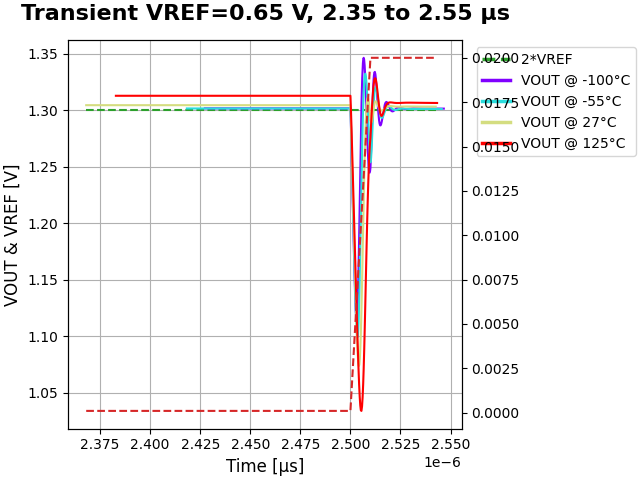 Transient VREF=0.65 V, 2.35 to 2.55 µs
VOUT & VREF [V]
1.35
1.30
1.25
1.20
1.15
1.10
1.05
2.375
2.400
2.425
2.450
2.475
2.500
2.525
2.550
1e−6
Time [µs]
0.0200
0.0175
0.0150
0.0125
0.0100
0.0075
0.0050
0.0025
0.0000
2*VREF
VOUT @ -100°C
VOUT @ -55°C
VOUT @ 27°C
VOUT @ 125°C